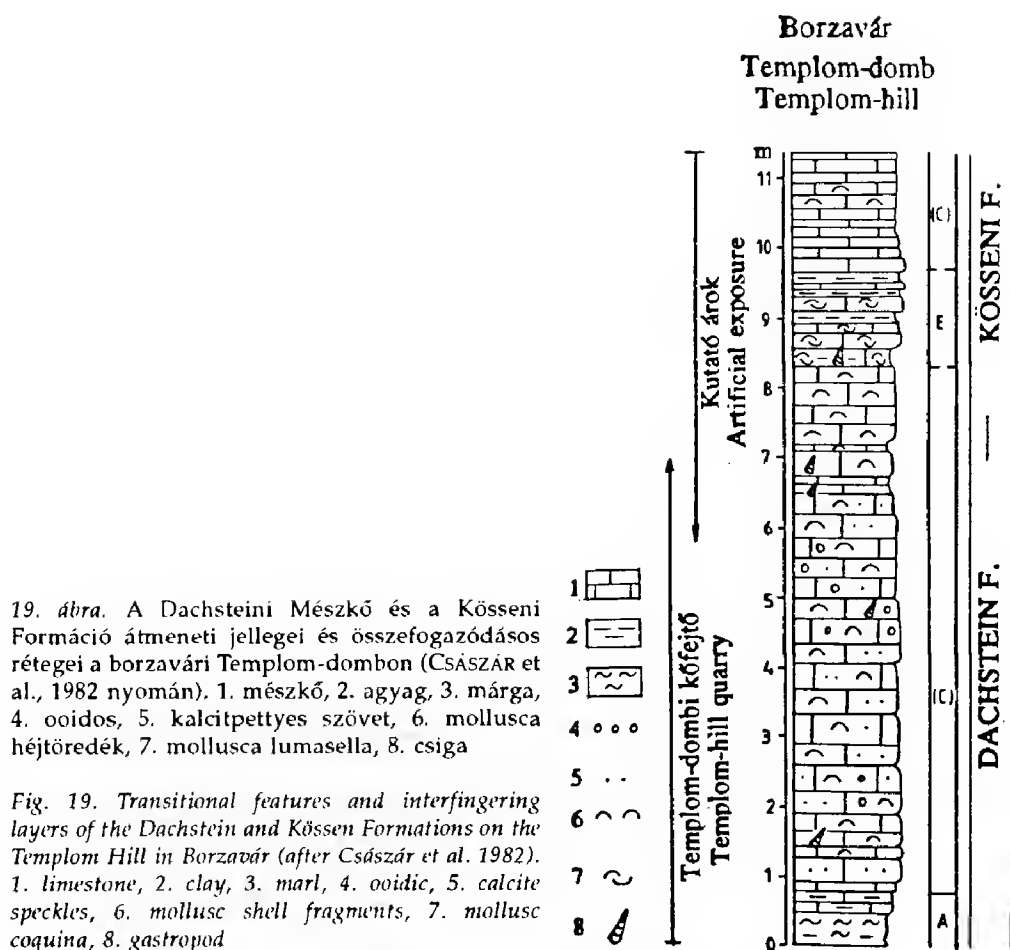 Borzavár
Templom-domb
Templom-hill
m
11
10
9
8
7
6
5
4
3
2
1
0
Kutató árok
Artificial exposure
Templom-dombi kőfejtő
Templom-hill quarry
(C)
E
(C)
A
KÖSSENI F.
—
DACHSTEIN F.
1
2
3
4
5
6
7
8
19. ábra. A Dachsteini Mészkő és a Kösseni
Formáció átmeneti jellegei és összefogazódásos
rétegei a borzavári Templom-dombon (CSÁSZÁR et
al., 1982 nyomán). 1. mészkő, 2. agyag, 3. márga,
4. ooidos, 5. kalcitpettyes szövet, 6. mollusca
héjtöredék, 7. mollusca lumasella, 8. csiga
Fig. 19. Transitional features and interfingering
layers of the Dachstein and Kössen Formations on the
Templom Hill in Borzavár (after Császár et al. 1982).
1. limestone, 2. clay, 3. marl, 4. ooidic, 5. calcite
speckles, 6. mollusc shell fragments, 7. mollusc
coquina, 8. gastropod